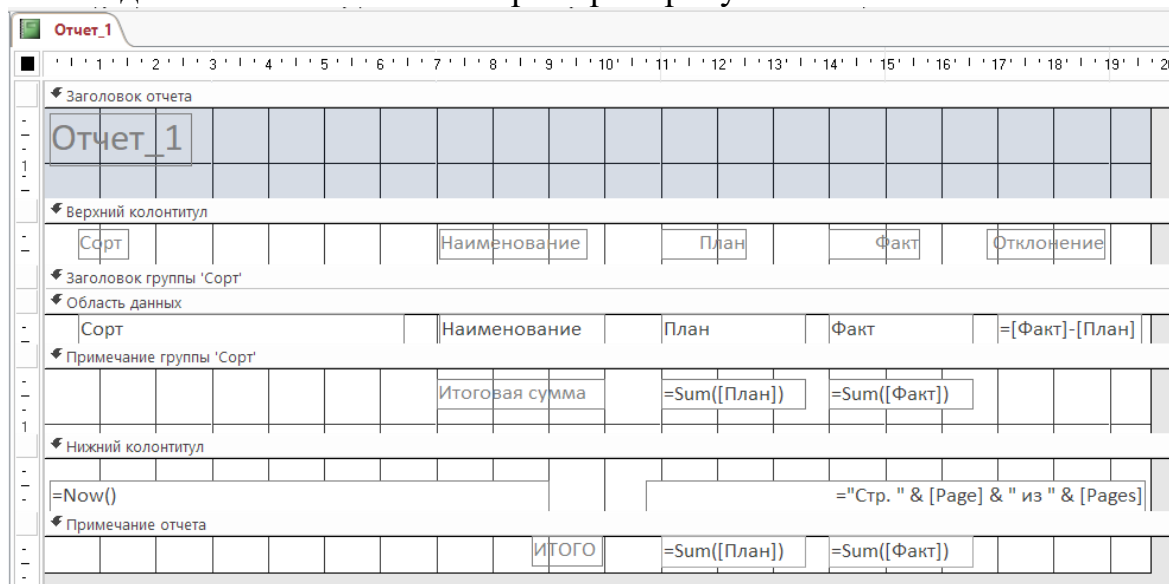 Отчет_1
1 2 3 4 5 6 7 8 9 10 11 12 13 14 15 16 17 18 19
Заголовок отчета
Отчет_1
1
Верхний колонтитул
Сорт Наименование План Факт Отклонение
Заголовок группы 'Сорт'
Область данных
Сорт Наименование План Факт =[Факт]-[План]
Примечание группы 'Сорт'
Итоговая сумма =Sum([План]) =Sum([Факт])
1
Нижний колонтитул
=Now() ="Стр. " & [Page] & " из " & [Pages]
Примечание отчета
ИТОГО =Sum([План]) =Sum([Факт])